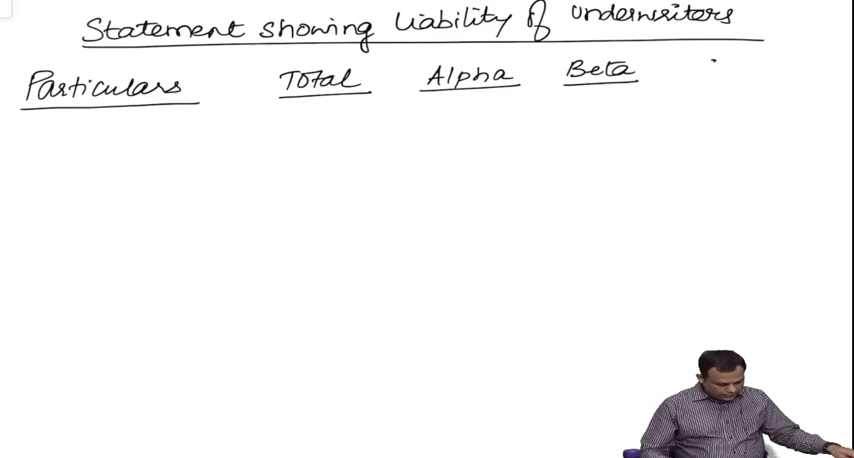 Statement showing Liability of underwriters
Particulars Total Alpha Beta